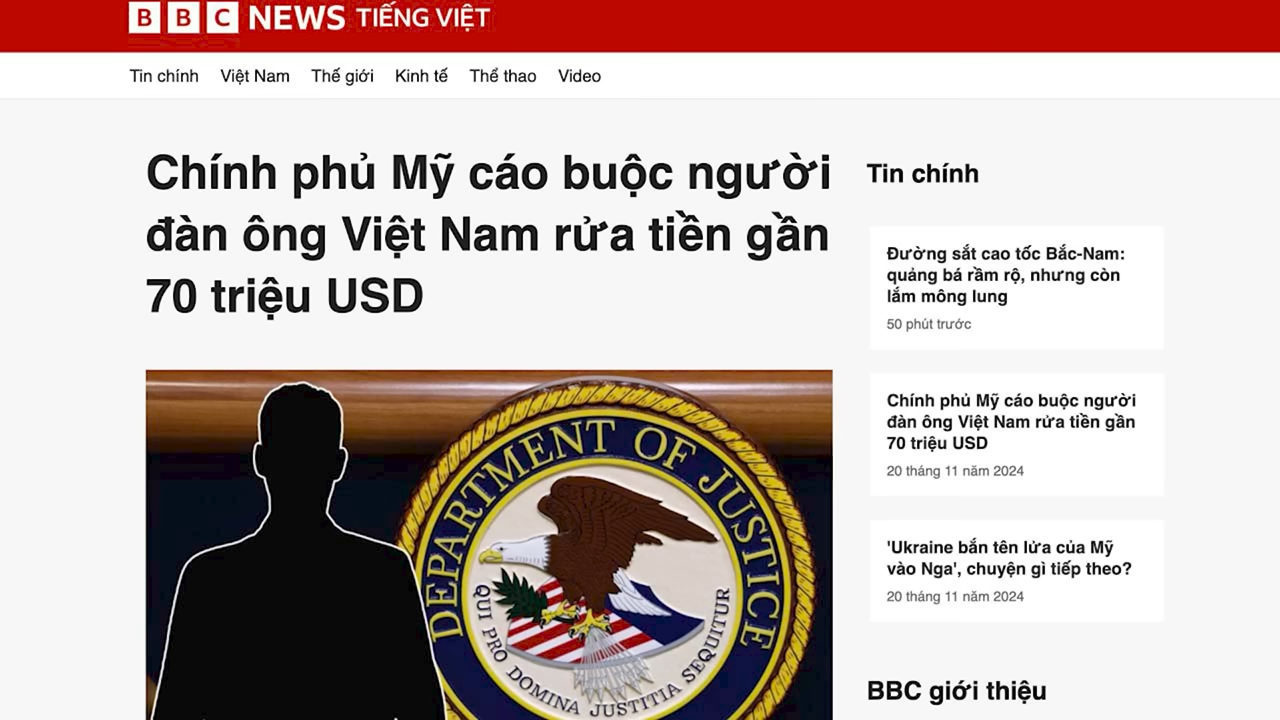 BBC NEWS TIẾNG VIỆT
Tin chính Việt Nam Thế giới Kinh tế Thể thao Video
Chính phủ Mỹ cáo buộc người
đàn ông Việt Nam rửa tiền gần
70 triệu USD
DEPARTMENT OF JUSTICE
QUI PRO DOMINA JUSTITIA SEQUITUR
Tin chính
Đường sắt cao tốc Bắc-Nam:
quảng bá rầm rộ, nhưng còn
lắm mông lung
50 phút trước
Chính phủ Mỹ cáo buộc người
đàn ông Việt Nam rửa tiền gần
70 triệu USD
20 tháng 11 năm 2024
'Ukraine bắn tên lửa của Mỹ
vào Nga', chuyện gì tiếp theo?
20 tháng 11 năm 2024
BBC giới thiệu